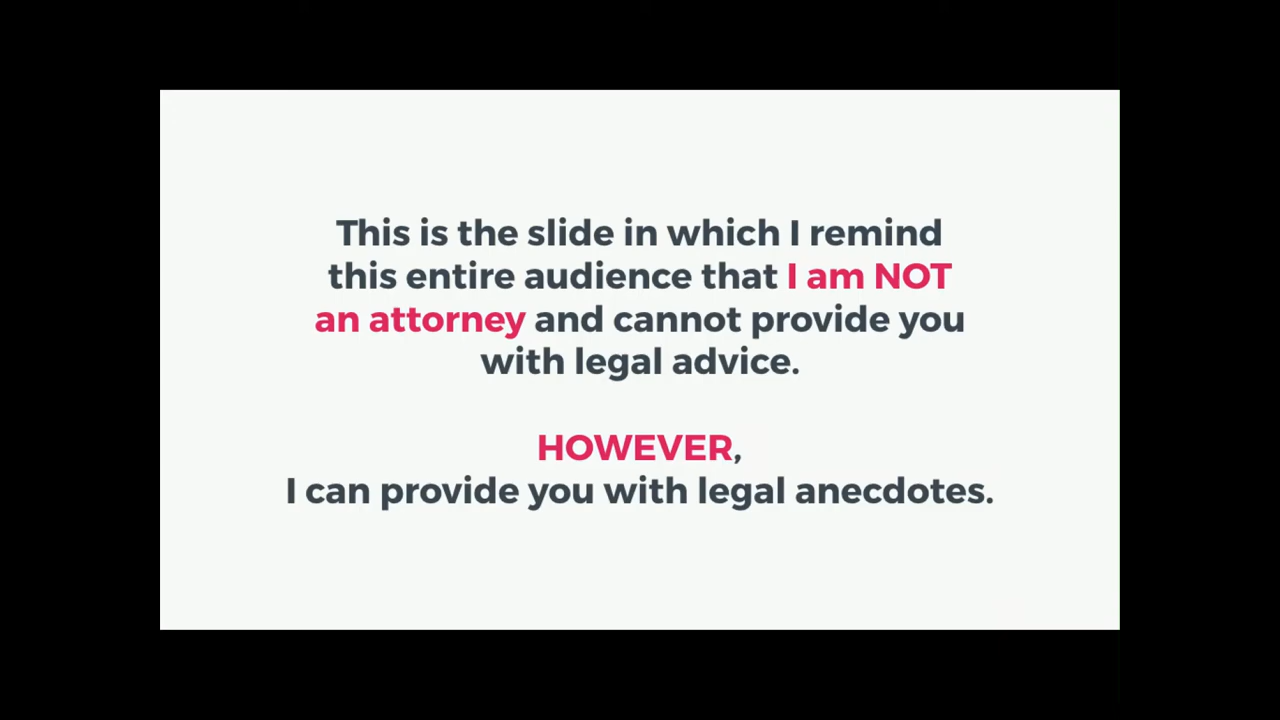 This is the slide in which I remind
this entire audience that I am NOT
an attorney and cannot provide you
with legal advice.
HOWEVER,
I can provide you with legal anecdotes.